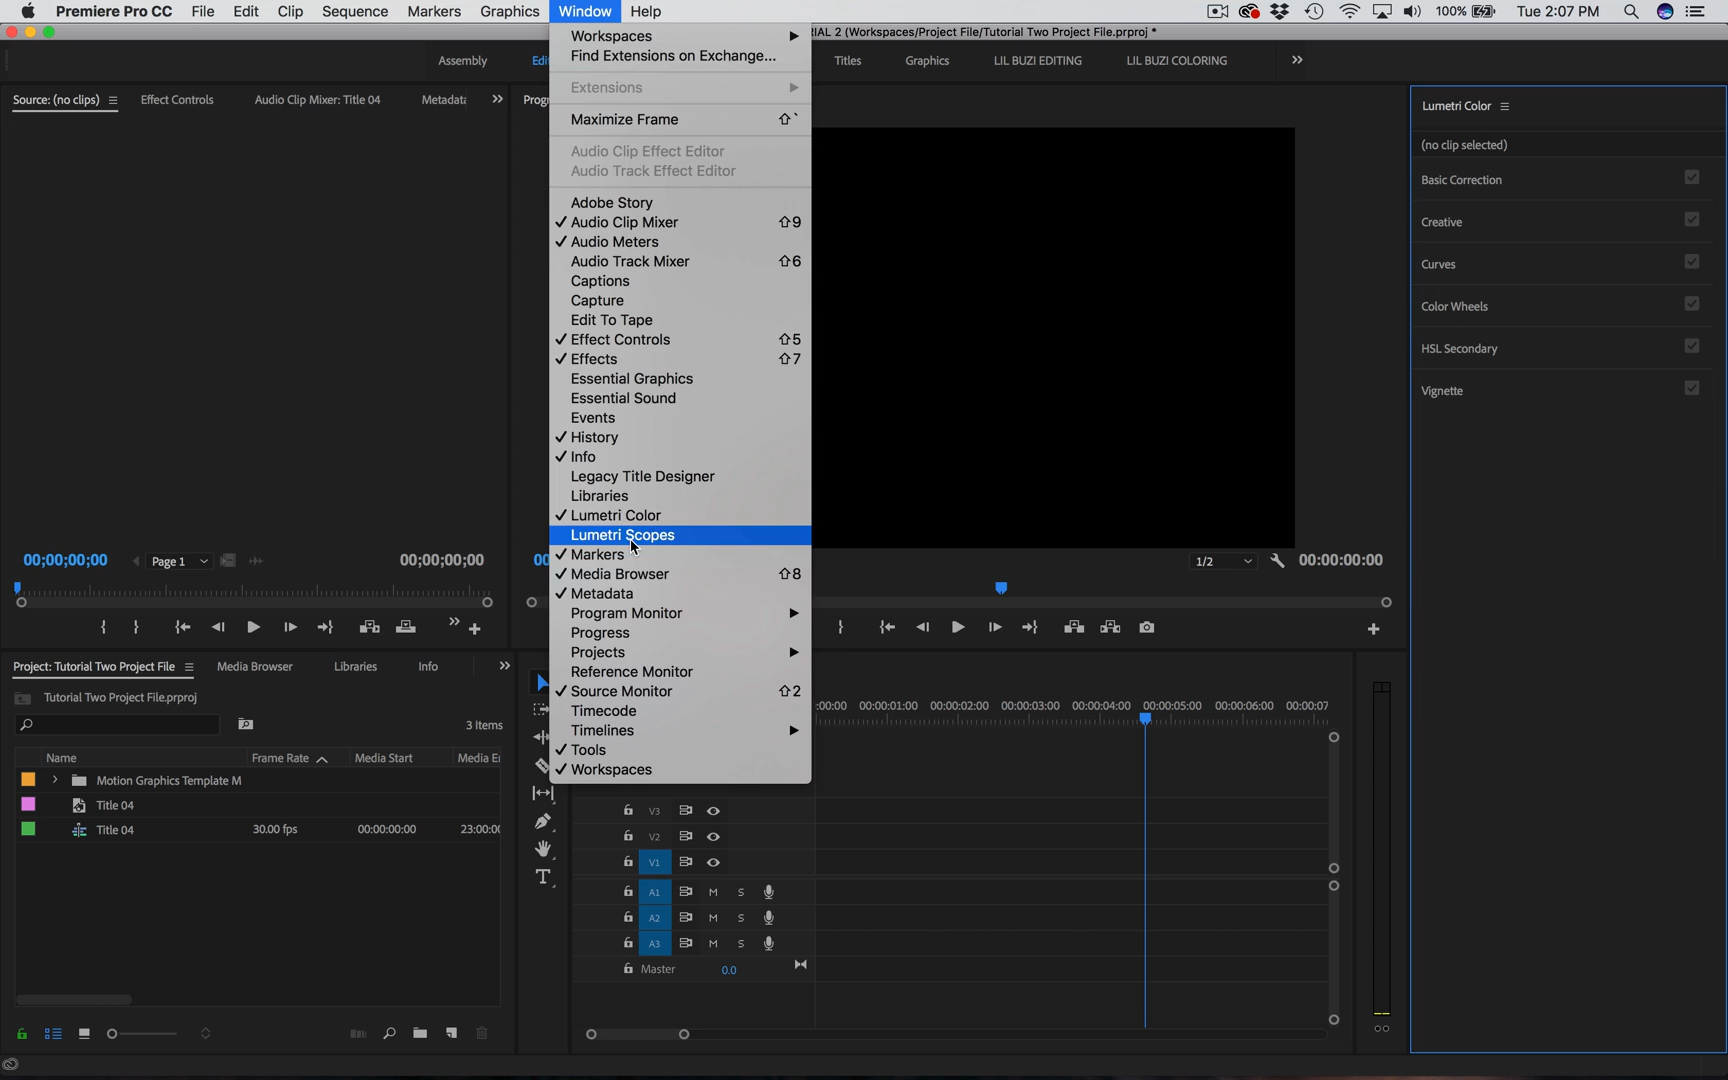 Premiere Pro CC File Edit Clip Sequence Markers Graphics Window Help 100% Tue 2:07 PM
IAL 2 (Workspaces/Project File/Tutorial Two Project File.prproj *
Assembly Titles Graphics LIL BUZI EDITING LIL BUZI COLORING
Source: (no clips) Effect Controls Audio Clip Mixer: Title 04
Workspaces
Find Extensions on Exchange...
Extensions
Maximize Frame ⇧`
Audio Clip Effect Editor
Audio Track Effect Editor
Adobe Story
Audio Clip Mixer ⇧9
Audio Meters
Audio Track Mixer ⇧6
Captions
Capture
Edit To Tape
Effect Controls ⇧5
Effects ⇧7
Essential Graphics
Essential Sound
Events
History
Info
Legacy Title Designer
Libraries
Lumetri Color
Lumetri Scopes
Markers
Media Browser ⇧8
Metadata
Program Monitor
Progress
Projects
Reference Monitor
Source Monitor ⇧2
Timecode
Timelines
Tools
Workspaces
Lumetri Color
(no clip selected)
Basic Correction
Creative
Curves
Color Wheels
HSL Secondary
Vignette
00;00;00;00 Page 1 00;00;00;00
1/2 00:00:00:00
Project: Tutorial Two Project File Media Browser Libraries Info
Tutorial Two Project File.prproj
3 Items
Name Frame Rate Media Start Media E
Motion Graphics Template M
Title 04
Title 04 30.00 fps 00:00:00:00 23:00:00
:00:00 00:00:01:00 00:00:02:00 00:00:03:00 00:00:04:00 00:00:05:00 00:00:06:00 00:00:07
V3
V2
V1
A1 M S
A2 M S
A3 M S
Master 0.0